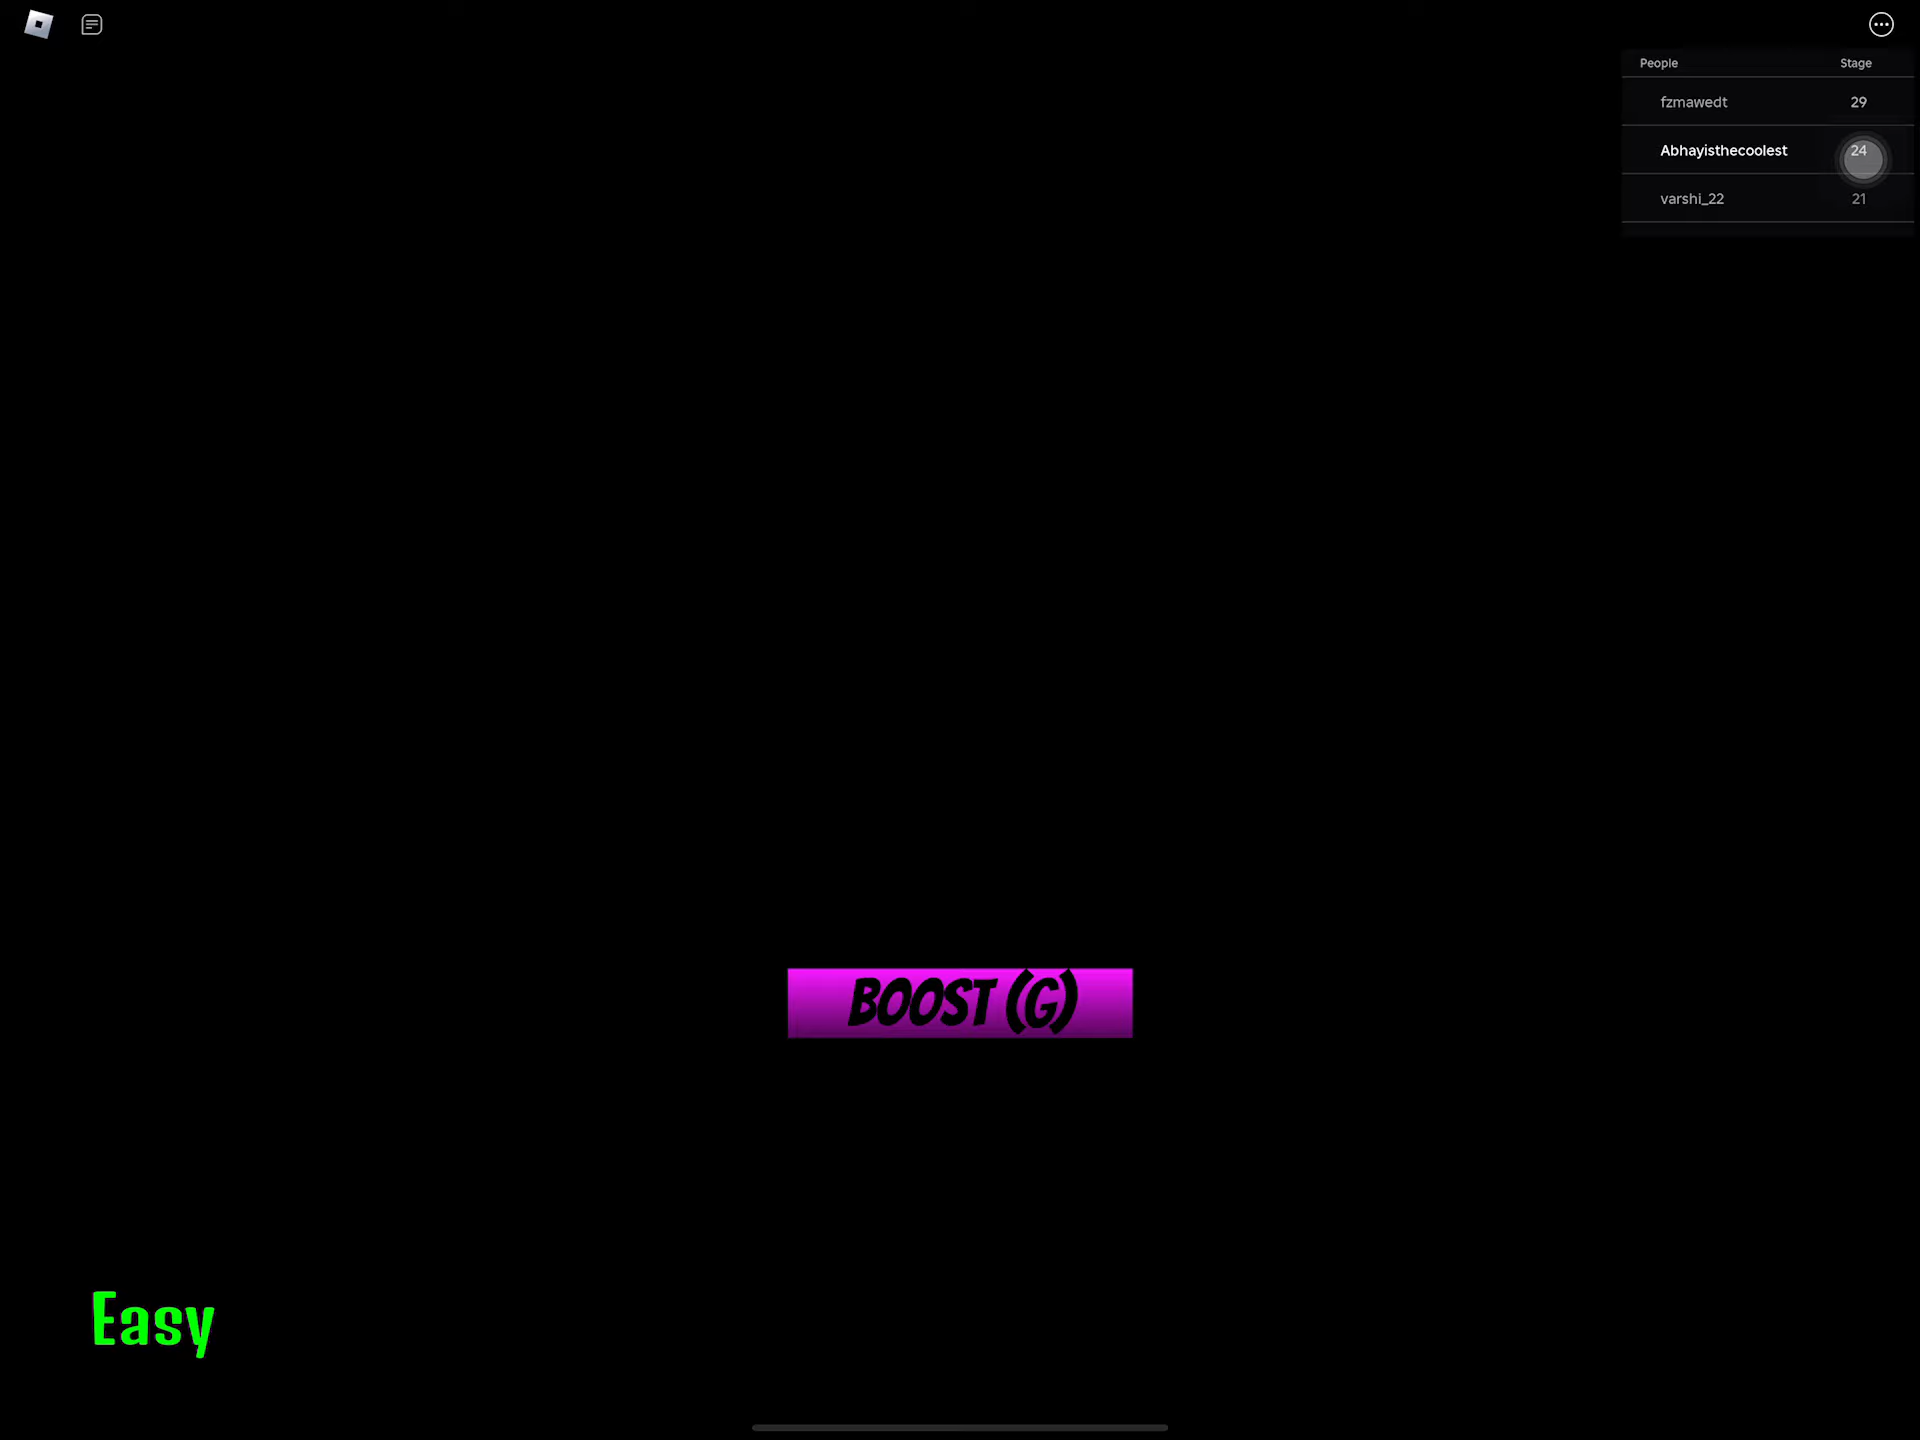 People Stage
fzmawedt 29
Abhayisthecoolest 24
varshi_22 21
BOOST (G)
Easy